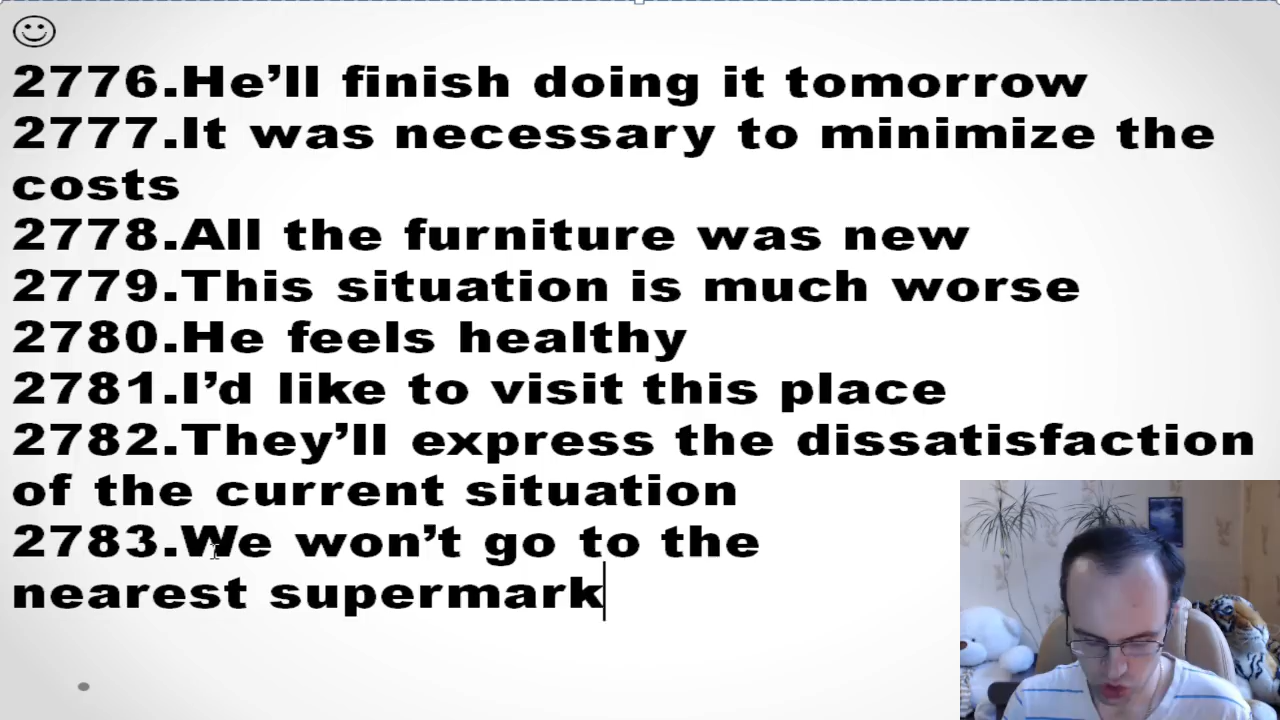 2776.He’ll finish doing it tomorrow
2777.It was necessary to minimize the
costs
2778.All the furniture was new
2779.This situation is much worse
2780.He feels healthy
2781.I’d like to visit this place
2782.They’ll express the dissatisfaction
of the current situation
2783.We won’t go to the
nearest supermark